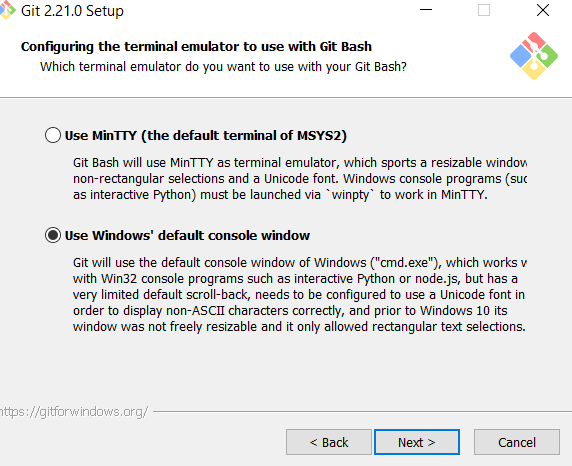 Git 2.21.0 Setup
Configuring the terminal emulator to use with Git Bash
Which terminal emulator do you want to use with your Git Bash?
Use MinTTY (the default terminal of MSYS2)
Git Bash will use MinTTY as terminal emulator, which sports a resizable window
non-rectangular selections and a Unicode font. Windows console programs (suc
as interactive Python) must be launched via `winpty` to work in MinTTY.
Use Windows' default console window
Git will use the default console window of Windows ("cmd.exe"), which works w
with Win32 console programs such as interactive Python or node.js, but has a
very limited default scroll-back, needs to be configured to use a Unicode font in
order to display non-ASCII characters correctly, and prior to Windows 10 its
window was not freely resizable and it only allowed rectangular text selections.
https://gitforwindows.org/
< Back
Next >
Cancel